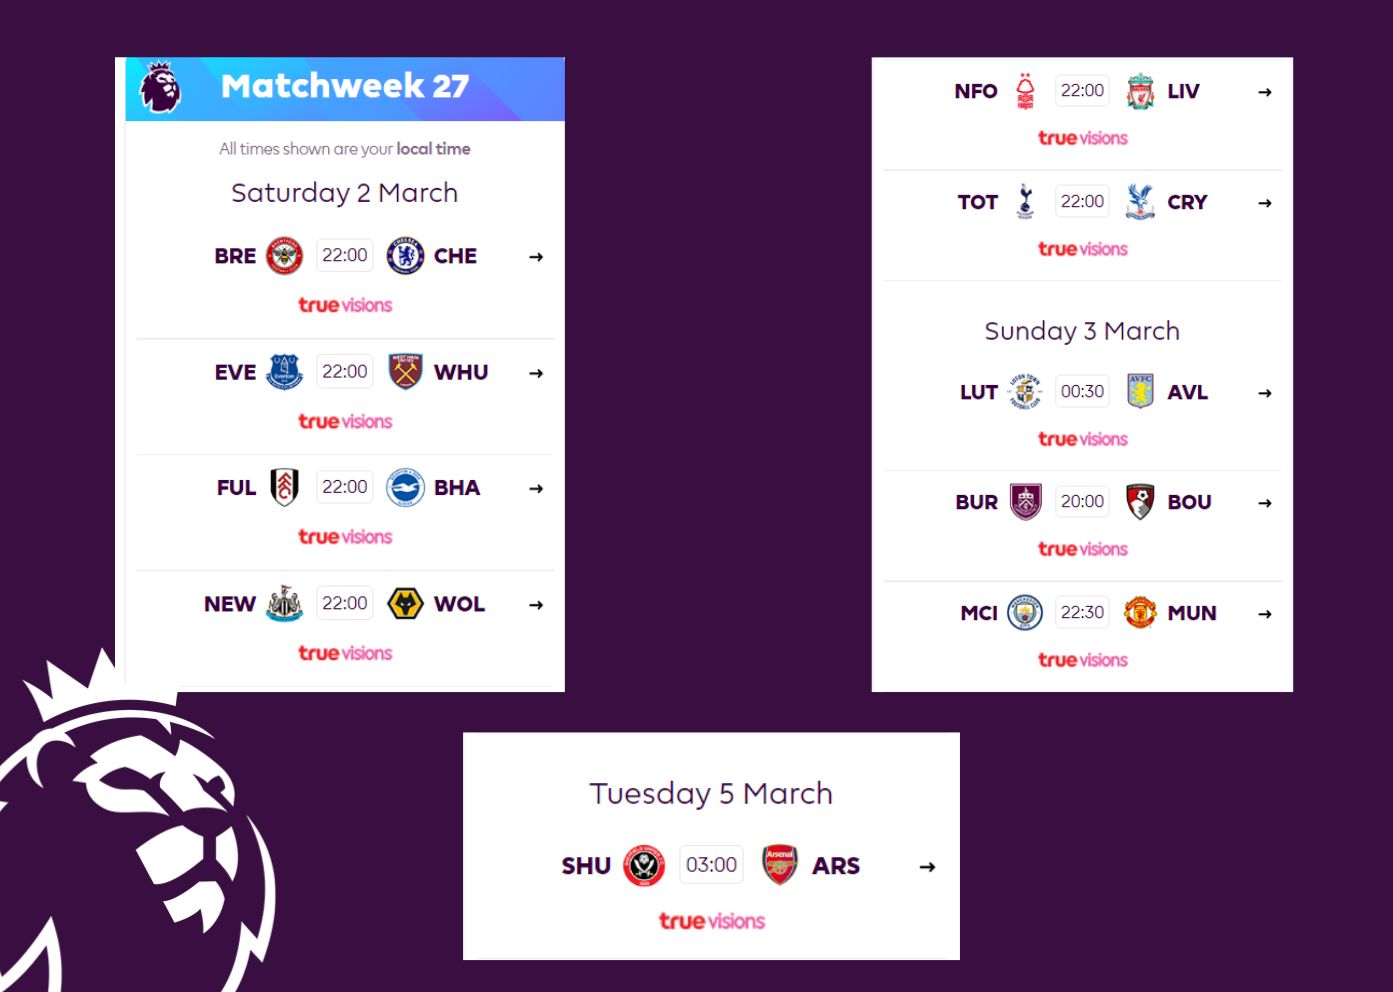 Matchweek 27
All times shown are your local time
Saturday 2 March
BRE 22:00 CHE
truevisions
EVE 22:00 WHU
truevisions
FUL 22:00 BHA
truevisions
NEW 22:00 WOL
truevisions
NFO 22:00 LIV
truevisions
TOT 22:00 CRY
truevisions
Sunday 3 March
LUT 00:30 AVL
truevisions
BUR 20:00 BOU
truevisions
MCI 22:30 MUN
truevisions
Tuesday 5 March
SHU 03:00 Arsenal ARS
truevisions